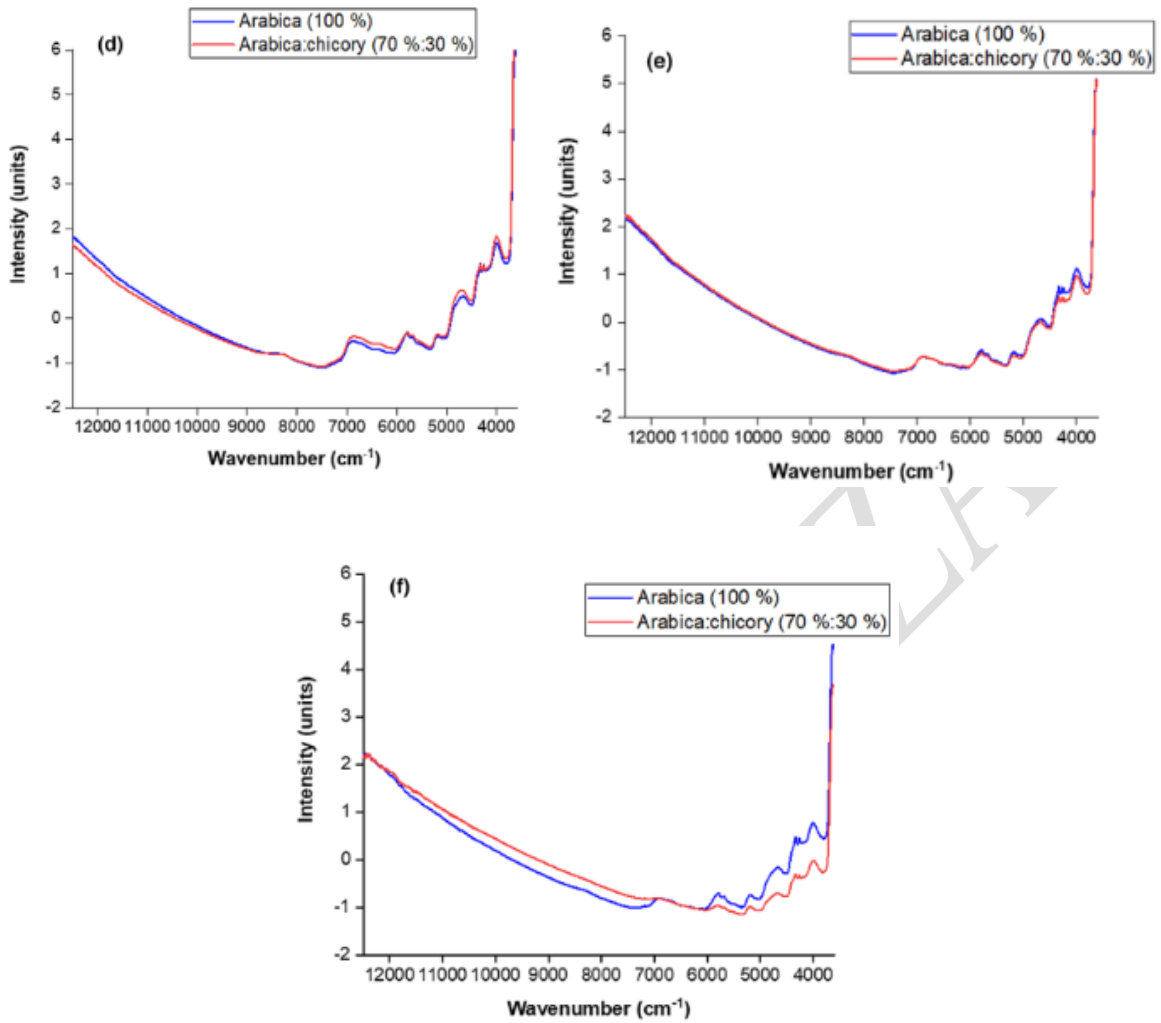 (d)
Arabica (100 %)
Arabica:chicory (70 %:30 %)
6
5
4
3
2
1
0
-1
-2
Intensity (units)
12000 11000 10000 9000 8000 7000 6000 5000 4000
Wavenumber (cm⁻¹)
(e)
Arabica (100 %)
Arabica:chicory (70 %:30 %)
6
5
4
3
2
1
0
-1
-2
Intensity (units)
12000 11000 10000 9000 8000 7000 6000 5000 4000
Wavenumber (cm⁻¹)
(f)
Arabica (100 %)
Arabica:chicory (70 %:30 %)
6
5
4
3
2
1
0
-1
-2
Intensity (units)
12000 11000 10000 9000 8000 7000 6000 5000 4000
Wavenumber (cm⁻¹)